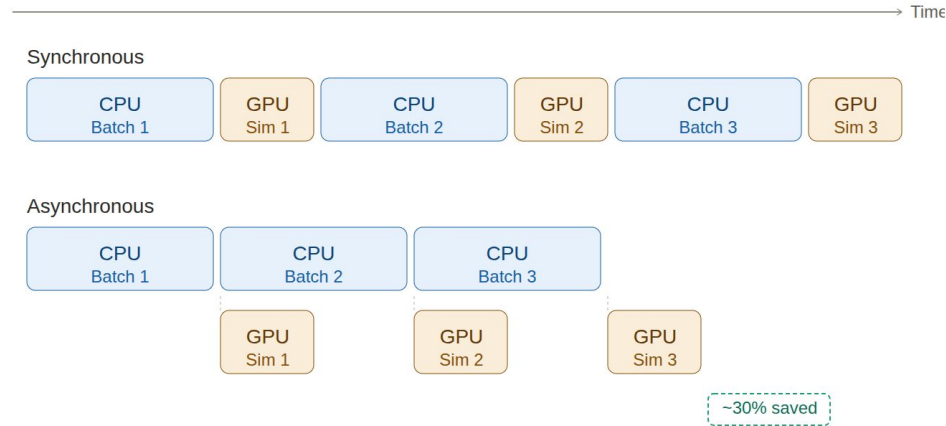 Time
Synchronous
CPU
Batch 1
GPU
Sim 1
CPU
Batch 2
GPU
Sim 2
CPU
Batch 3
GPU
Sim 3
Asynchronous
CPU
Batch 1
CPU
Batch 2
CPU
Batch 3
GPU
Sim 1
GPU
Sim 2
GPU
Sim 3
~30% saved